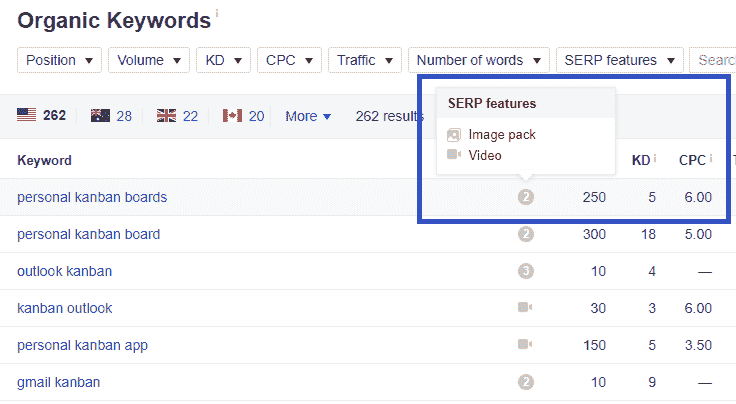 Organic Keywords i
Position Volume KD CPC Traffic Number of words SERP features Searc
262 28 22 20 More 262 results
SERP features
Image pack
Video
Keyword KD i CPC i
personal kanban boards 2 250 5 6.00
personal kanban board 2 300 18 5.00
outlook kanban 3 10 4 —
kanban outlook 30 3 6.00
personal kanban app 150 5 3.50
gmail kanban 2 10 9 —